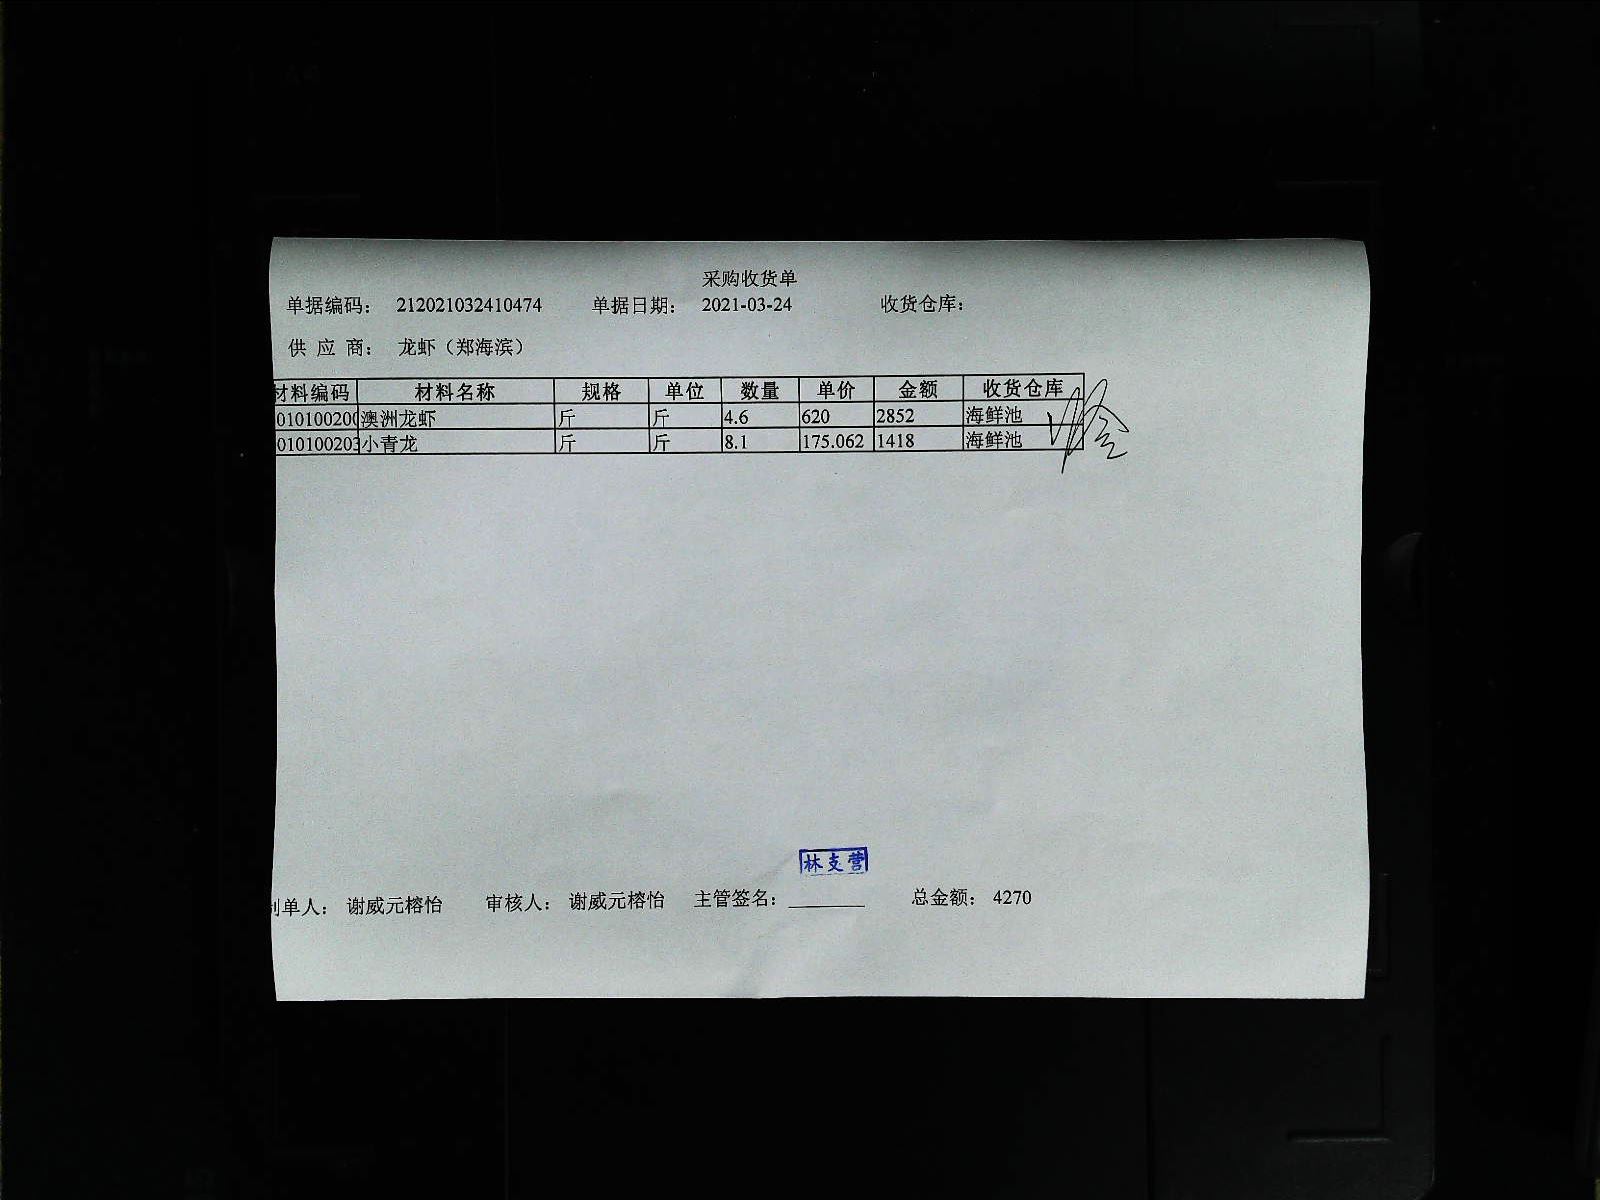 采购收货单
单据编码： 212021032410474 单据日期： 2021-03-24 收货仓库：
供 应 商： 龙虾（郑海滨）
材料编码 材料名称 规格 单位 数量 单价 金额 收货仓库
01010020 澳洲龙虾 斤 斤 4.6 620 2852 海鲜池
010100203 小青龙 斤 斤 8.1 175.062 1418 海鲜池
林支营
制单人： 谢威元榕怡 审核人： 谢威元榕怡 主管签名： 总金额： 4270